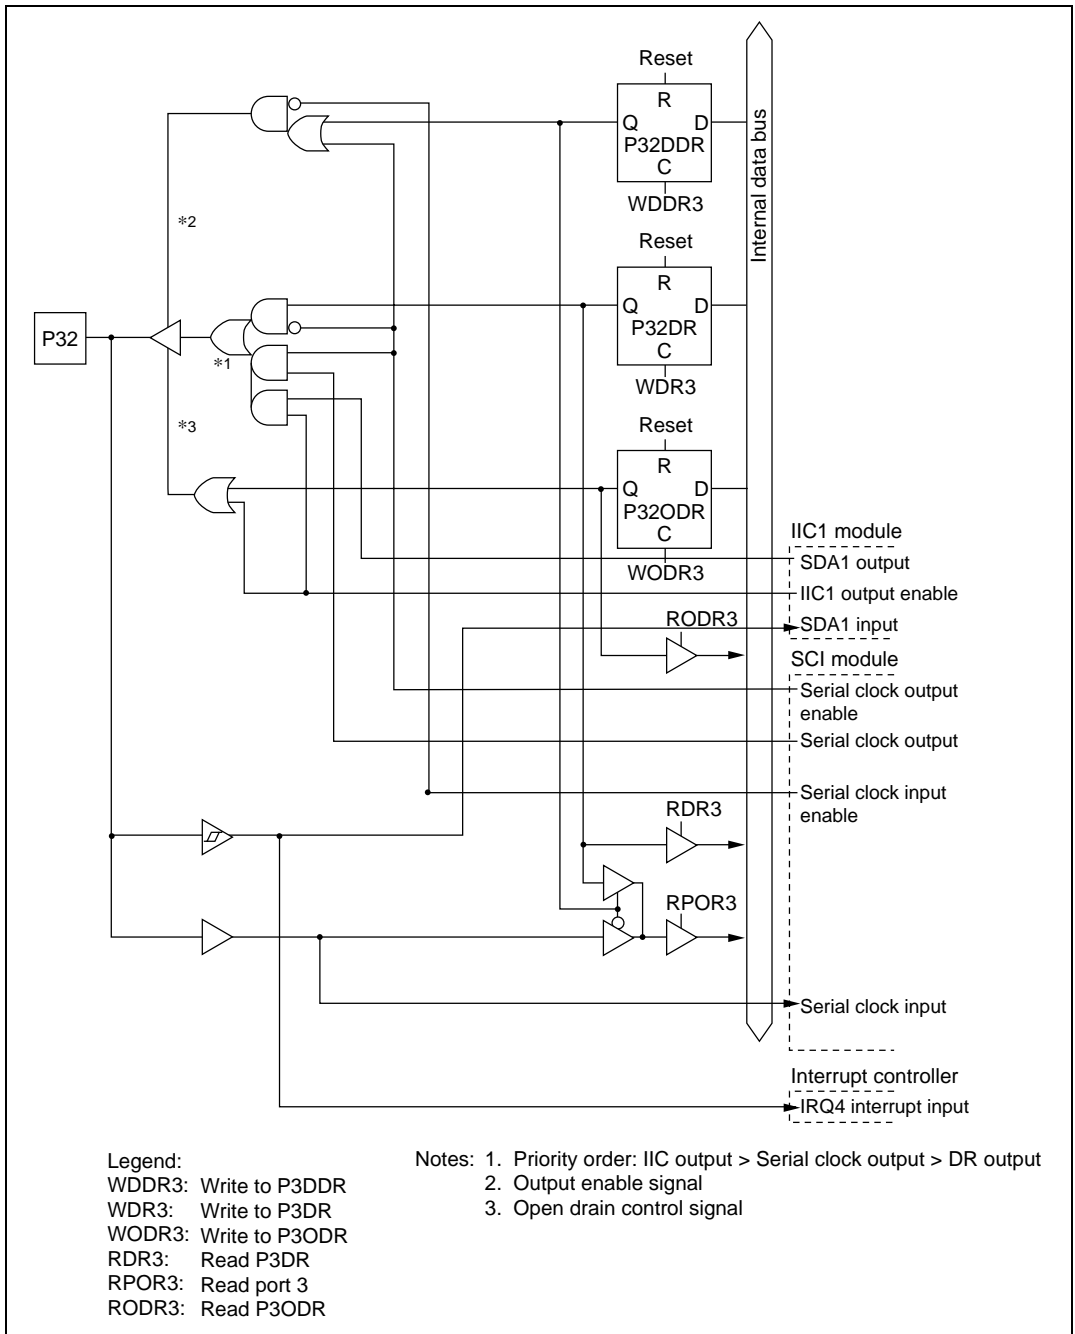 Reset
R
Q D
P32DDR
C
WDDR3
Internal data bus
Reset
R
Q D
P32DR
C
WDR3
*2
P32
*1
*3
Reset
R
Q D
P32ODR
C
WODR3
IIC1 module
SDA1 output
IIC1 output enable
SDA1 input
RODR3
SCI module
Serial clock output
enable
Serial clock output
Serial clock input
enable
RDR3
RPOR3
Serial clock input
Interrupt controller
IRQ4 interrupt input
Legend:
WDDR3: Write to P3DDR
WDR3: Write to P3DR
WODR3: Write to P3ODR
RDR3: Read P3DR
RPOR3: Read port 3
RODR3: Read P3ODR
Notes: 1. Priority order: IIC output > Serial clock output > DR output
2. Output enable signal
3. Open drain control signal